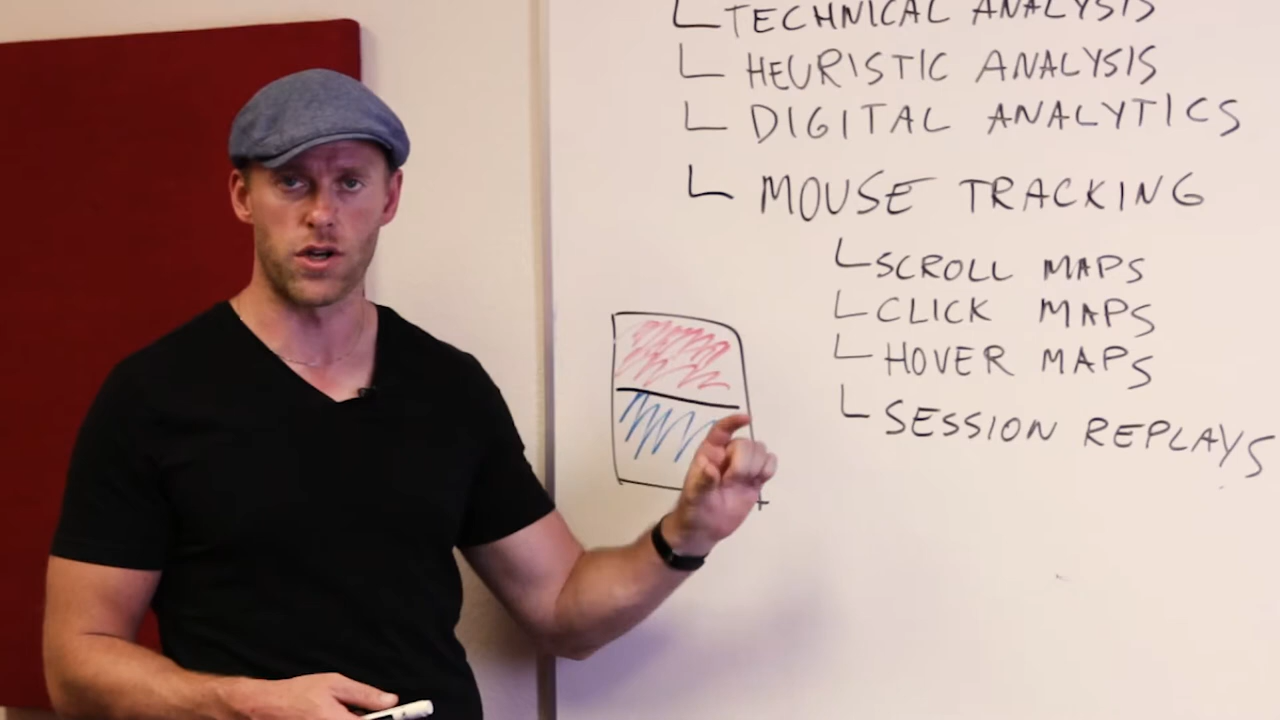 TECHNICAL ANALYSIS
HEURISTIC ANALYSIS
DIGITAL ANALYTICS
MOUSE TRACKING
SCROLL MAPS
CLICK MAPS
HOVER MAPS
SESSION REPLAYS